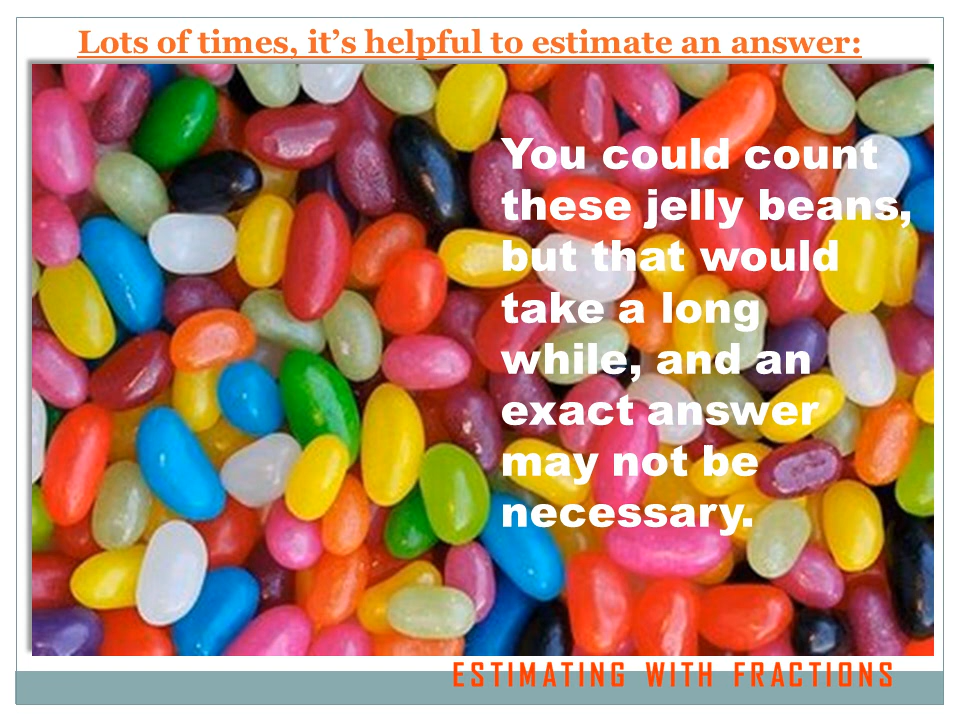 Lots of times, it’s helpful to estimate an answer:
You could count
these jelly beans,
but that would
take a long
while, and an
exact answer
may not be
necessary.
ESTIMATING WITH FRACTIONS